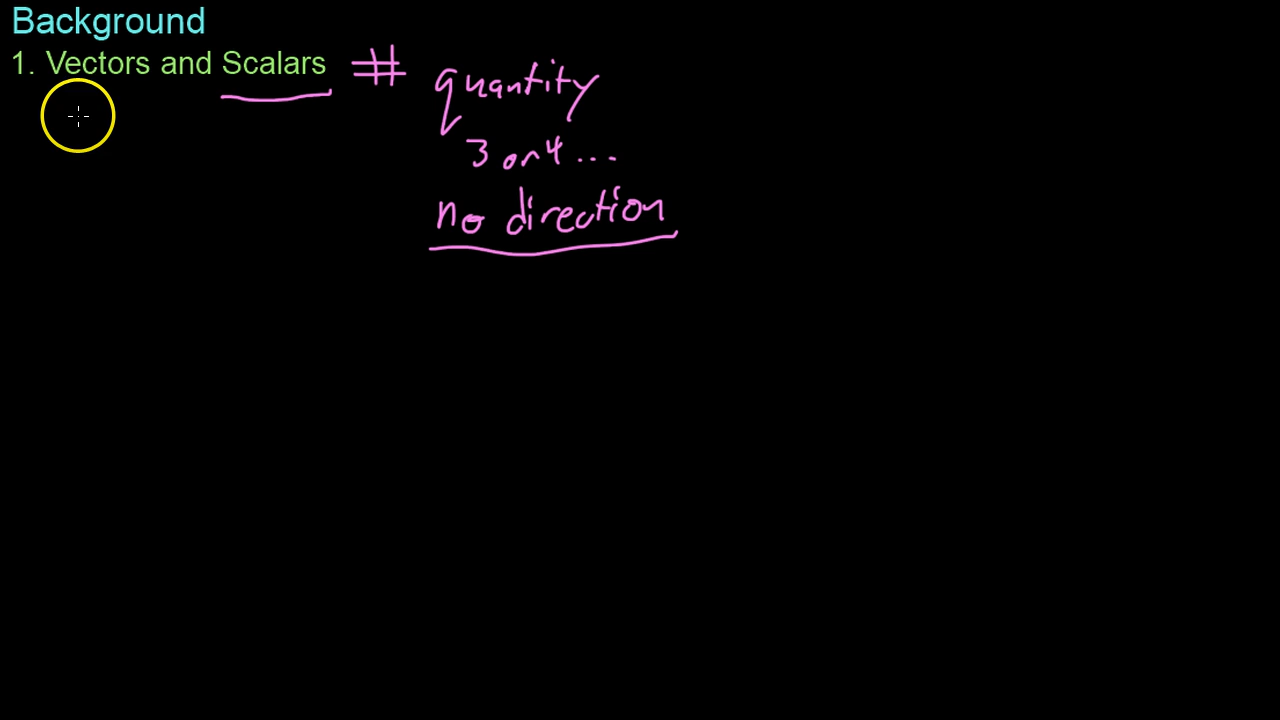 Background
1. Vectors and Scalars # quantity
3 or 4 ...
no direction